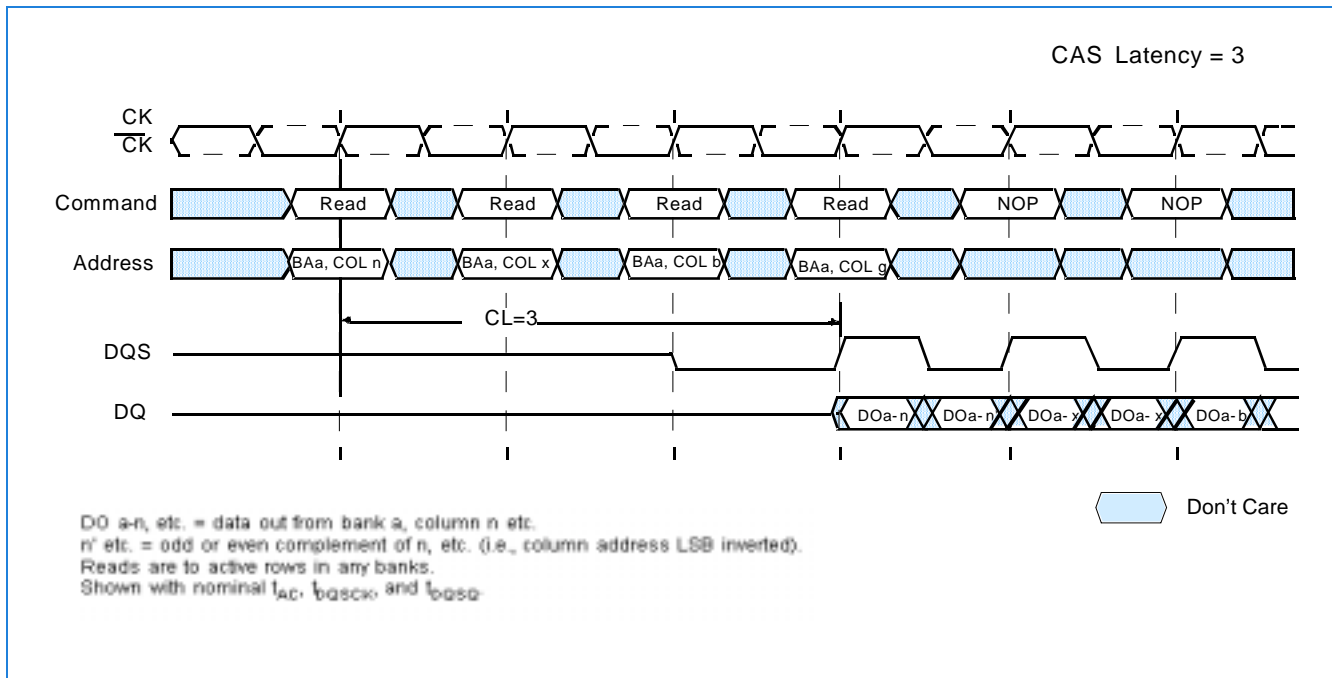 CAS Latency = 3
CK
CK
Command Read Read Read Read NOP NOP
Address BAa, COL n BAa, COL x BAa, COL b BAa, COL g
CL=3
DQS
DQ DOa-n DOa-n DOa-x DOa-x DOa-b
Don't Care
DO a-n, etc. = data out from bank a, column n etc.
n' etc. = odd or even complement of n, etc. (i.e., column address LSB inverted).
Reads are to active rows in any banks.
Shown with nominal tAC, tDQSCK, and tDQSQ.